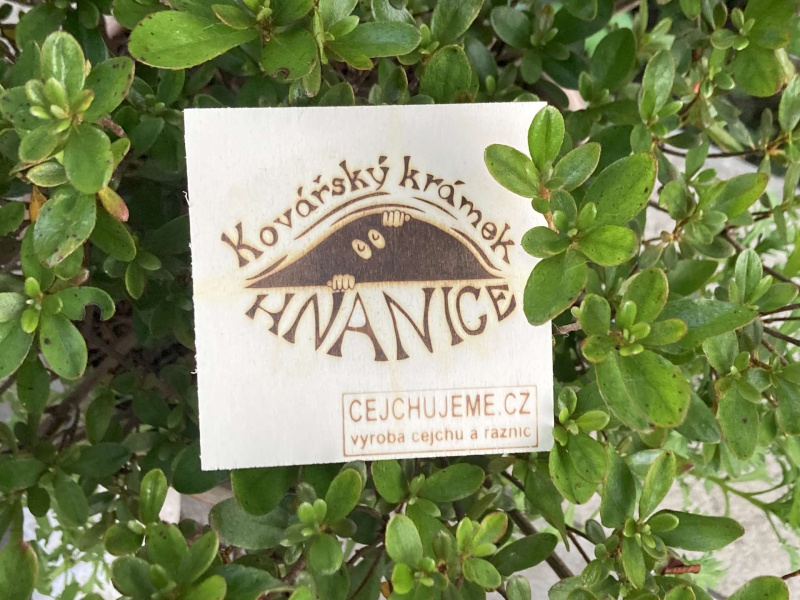 Kovářský krámek
HNANICE
CEJCHUJEME.CZ
vyroba cejchu a raznic